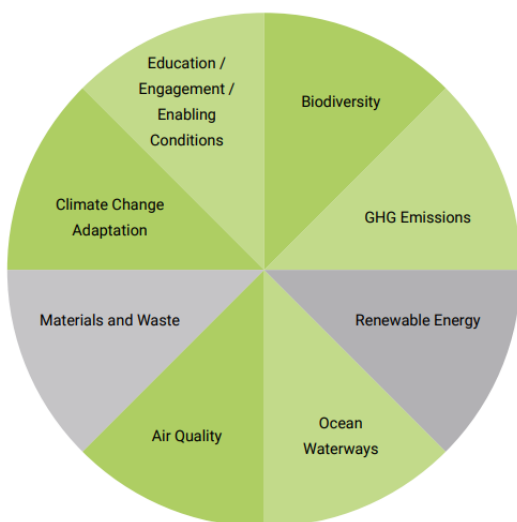 Education /
Engagement /
Enabling
Conditions
Biodiversity
Climate Change
Adaptation
GHG Emissions
Materials and Waste
Renewable Energy
Air Quality
Ocean
Waterways